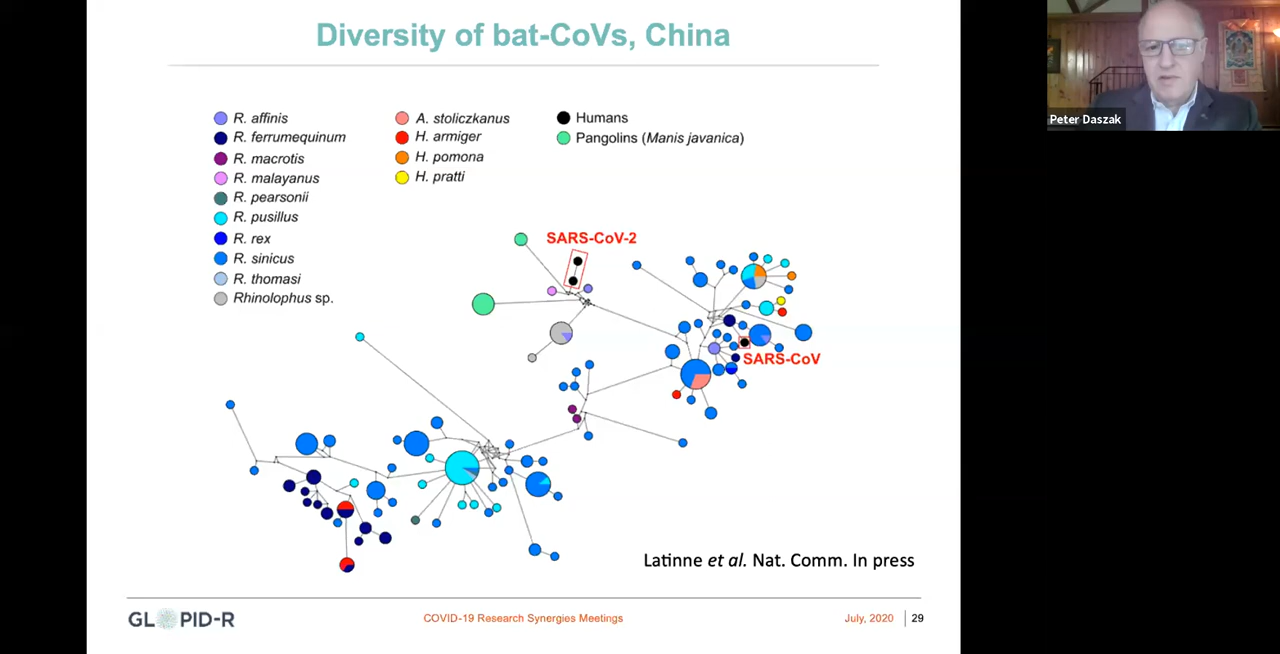 Diversity of bat-CoVs, China
R. affinis
R. ferrumequinum
R. macrotis
R. malayanus
R. pearsonii
R. pusillus
R. rex
R. sinicus
R. thomasi
Rhinolophus sp.
A. stoliczkanus
H. armiger
H. pomona
H. pratti
Humans
Pangolins (Manis javanica)
SARS-CoV-2
SARS-CoV
Latinne et al. Nat. Comm. In press
GLOPID-R
COVID-19 Research Synergies Meetings
July, 2020
29
Peter Daszak